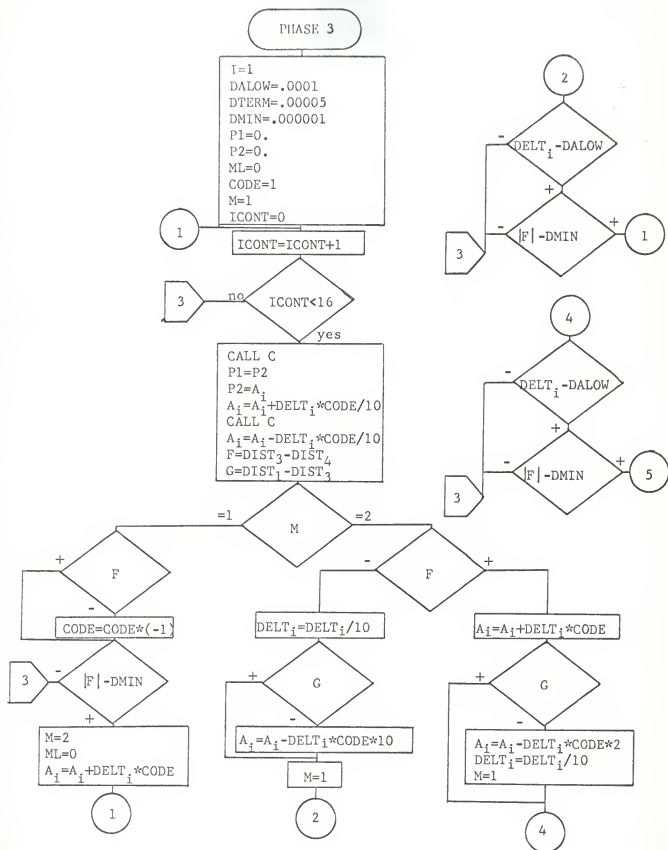 PHASE 3
I=1
DALOW=.0001
DTERM=.00005
DMIN=.000001
P1=0.
P2=0.
ML=0
CODE=1
M=1
ICONT=0
1
ICONT=ICONT+1
3
no
ICONT<16
yes
CALL C
P1=P2
P2=A_i
A_i=A_i+DELT_i*CODE/10
CALL C
A_i=A_i-DELT_i*CODE/10
F=DIST_3-DIST_4
G=DIST_1-DIST_3
=1
M
=2
+
F
-
CODE=CODE*(-1)
3
-
|F|-DMIN
+
M=2
ML=0
A_i=A_i+DELT_i*CODE
1
-
F
+
DELT_i=DELT_i/10
+
G
-
A_i=A_i-DELT_i*CODE*10
M=1
2
A_i=A_i+DELT_i*CODE
+
G
-
A_i=A_i-DELT_i*CODE*2
DELT_i=DELT_i/10
M=1
4
2
-
DELT_i-DALOW
+
-
|F|-DMIN
+
1
3
4
-
DELT_i-DALOW
+
-
|F|-DMIN
+
5
3